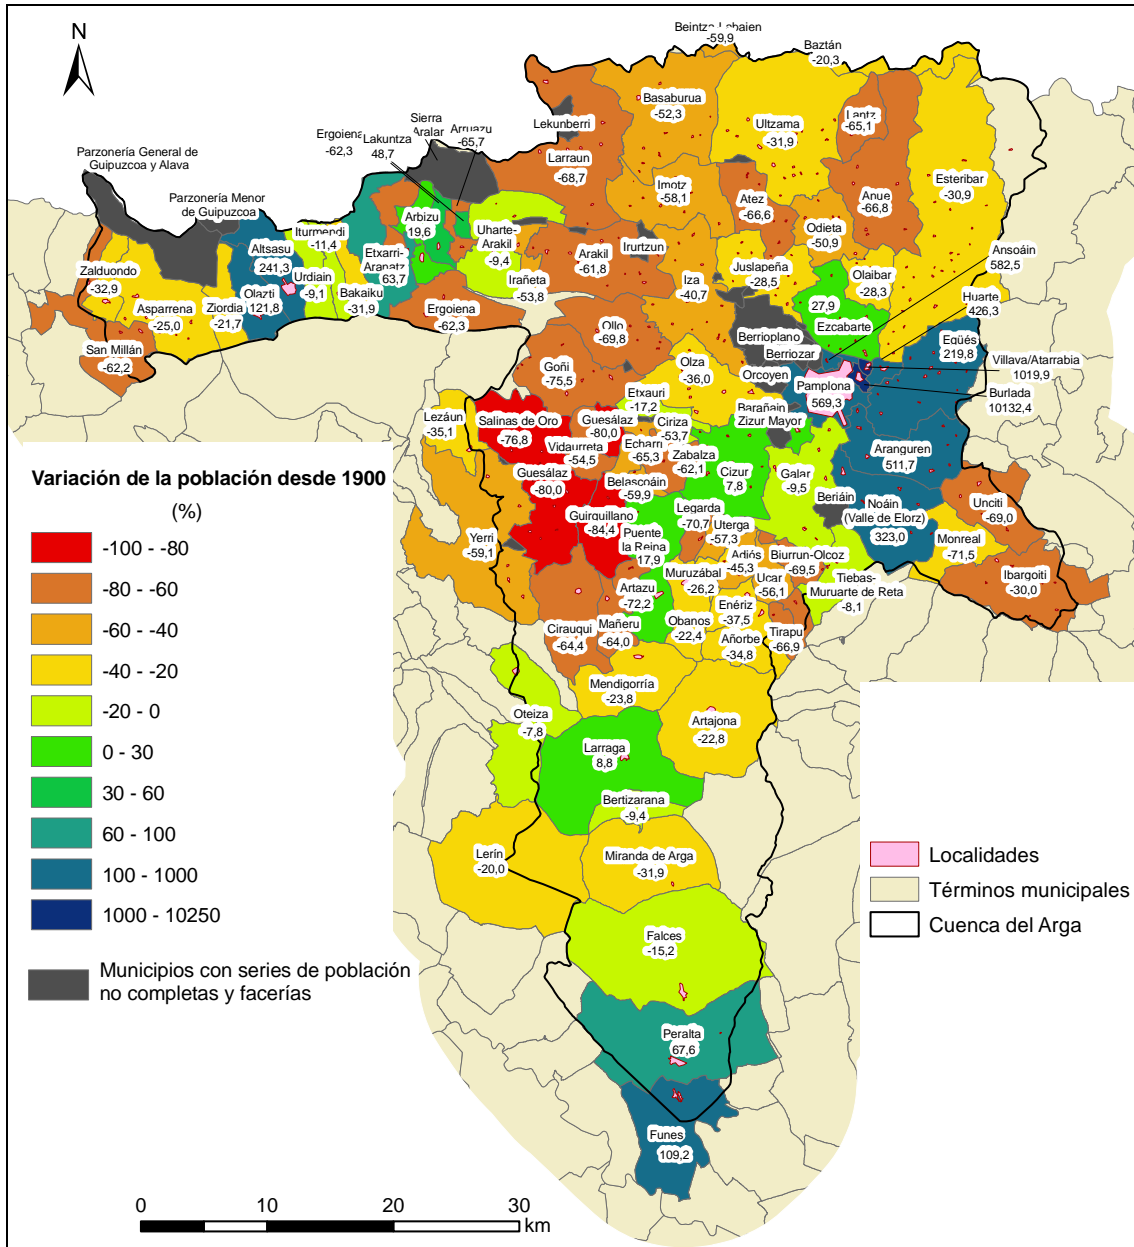 N
Beintza-Labaien
-59,9
Baztán
-20,3
Basaburua
-52,3
Ultzama
-31,9
Lantz
-65,1
Sierra
Aralar
Arruazu
-65,7
Ergoiena
-62,3
Lakuntza
48,7
Lekunberri
Larraun
-68,7
Parzonería General de
Guipuzcoa y Alava
Parzonería Menor
de Guipuzcoa
Imotz
-58,1
Atez
-66,6
Anue
-66,8
Esteribar
-30,9
Odieta
-50,9
Arbizu
19,6
Iturmendi
-11,4
Uharte-
Arakil
-9,4
Altsasu
241,3
Etxarri-
Aranatz
63,7
Arakil
-61,8
Irurtzun
Ansoáin
582,5
Zalduondo
-32,9
Urdiain
-9,1
Bakaiku
-31,9
Irañeta
-53,8
Iza
-40,7
Juslapeña
-28,5
Olaibar
-28,3
Olazti
121,8
Asparrena
-25,0
Ziordia
-21,7
Ergoiena
-62,3
27,9
Ezcabarte
Huarte
426,3
San Millán
-62,2
Ollo
-69,8
Berrioplano
Berriozar
Egüés
219,8
Goñi
-75,5
Olza
-36,0
Orcoyen
Villava/Atarrabia
1019,9
Pamplona
569,3
Burlada
10132,4
Etxauri
-17,2
Barañain
Zizur Mayor
Lezáun
-35,1
Salinas de Oro
-76,8
Guesálaz
-80,0
Ciriza
-53,7
Echarri
-65,3
Vidaurreta
-54,5
Zabalza
-62,1
Aranguren
511,7
Guesálaz
-80,0
Belascoáin
-59,9
Cizur
7,8
Galar
-9,5
Beriáin
Unciti
-69,0
Guirguillano
-84,4
Legarda
-70,7
Uterga
-57,3
Noáin
(Valle de Elorz)
323,0
Yerri
-59,1
Puente
la Reina
17,9
Adiós
-45,3
Biurrun-Olcoz
-69,5
Monreal
-71,5
Muruzábal
-26,2
Ucar
-56,1
Tiebas-
Muruarte de Reta
-8,1
Ibargoiti
-30,0
Artazu
-72,2
Enériz
-37,5
Cirauqui
-64,4
Mañeru
-64,0
Obanos
-22,4
Añorbe
-34,8
Tirapu
-66,9
Mendigorría
-23,8
Oteiza
-7,8
Artajona
-22,8
Larraga
8,8
Bertizarana
-9,4
Lerín
-20,0
Miranda de Arga
-31,9
Falces
-15,2
Peralta
67,6
Funes
109,2
Variación de la población desde 1900
(%)
-100 - -80
-80 - -60
-60 - -40
-40 - -20
-20 - 0
0 - 30
30 - 60
60 - 100
100 - 1000
1000 - 10250
Municipios con series de población
no completas y facerías
Localidades
Términos municipales
Cuenca del Arga
0 10 20 30
km